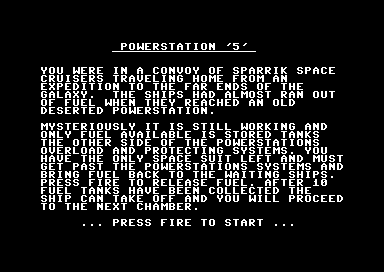 POWERSTATION '5'
YOU WERE IN A CONVOY OF SPARRIK SPACE
CRUISERS TRAVELING HOME FROM AN
EXPEDITION TO THE FAR ENDS OF THE
GALAXY. THE SHIPS HAD ALMOST RAN OUT
OF FUEL WHEN THEY REACHED AN OLD
DESERTED POWERSTATION.
MYSTERIOUSLY IT IS STILL WORKING AND
ONLY FUEL AVAILABLE IS STORED TANKS
THE OTHER SIDE OF THE POWERSTATIONS
OVERLOAD AND PROTECTING SYSTEMS. YOU
HAVE THE ONLY SPACE SUIT LEFT AND MUST
GET PAST THE POWERSTATIONS SYSTEMS AND
BRING FUEL BACK TO THE WAITING SHIPS.
PRESS FIRE TO RELEASE FUEL. AFTER 10
FUEL TANKS HAVE BEEN COLLECTED THE
SHIP CAN TAKE OFF AND YOU WILL PROCEED
TO THE NEXT CHAMBER.
... PRESS FIRE TO START ...